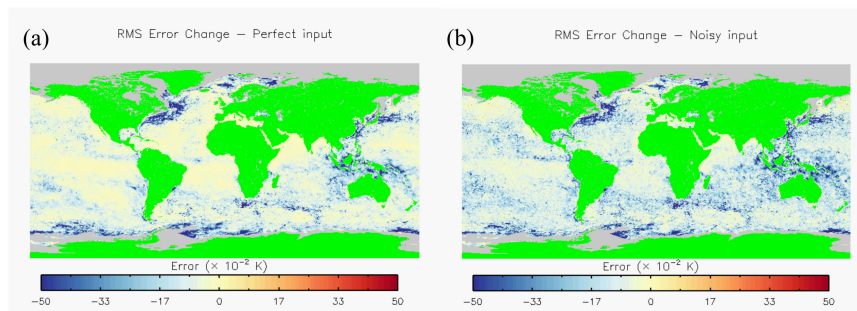 (a)
RMS Error Change – Perfect input
Error (× 10⁻² K)
−50 −33 −17 0 17 33 50
(b)
RMS Error Change – Noisy input
Error (× 10⁻² K)
−50 −33 −17 0 17 33 50